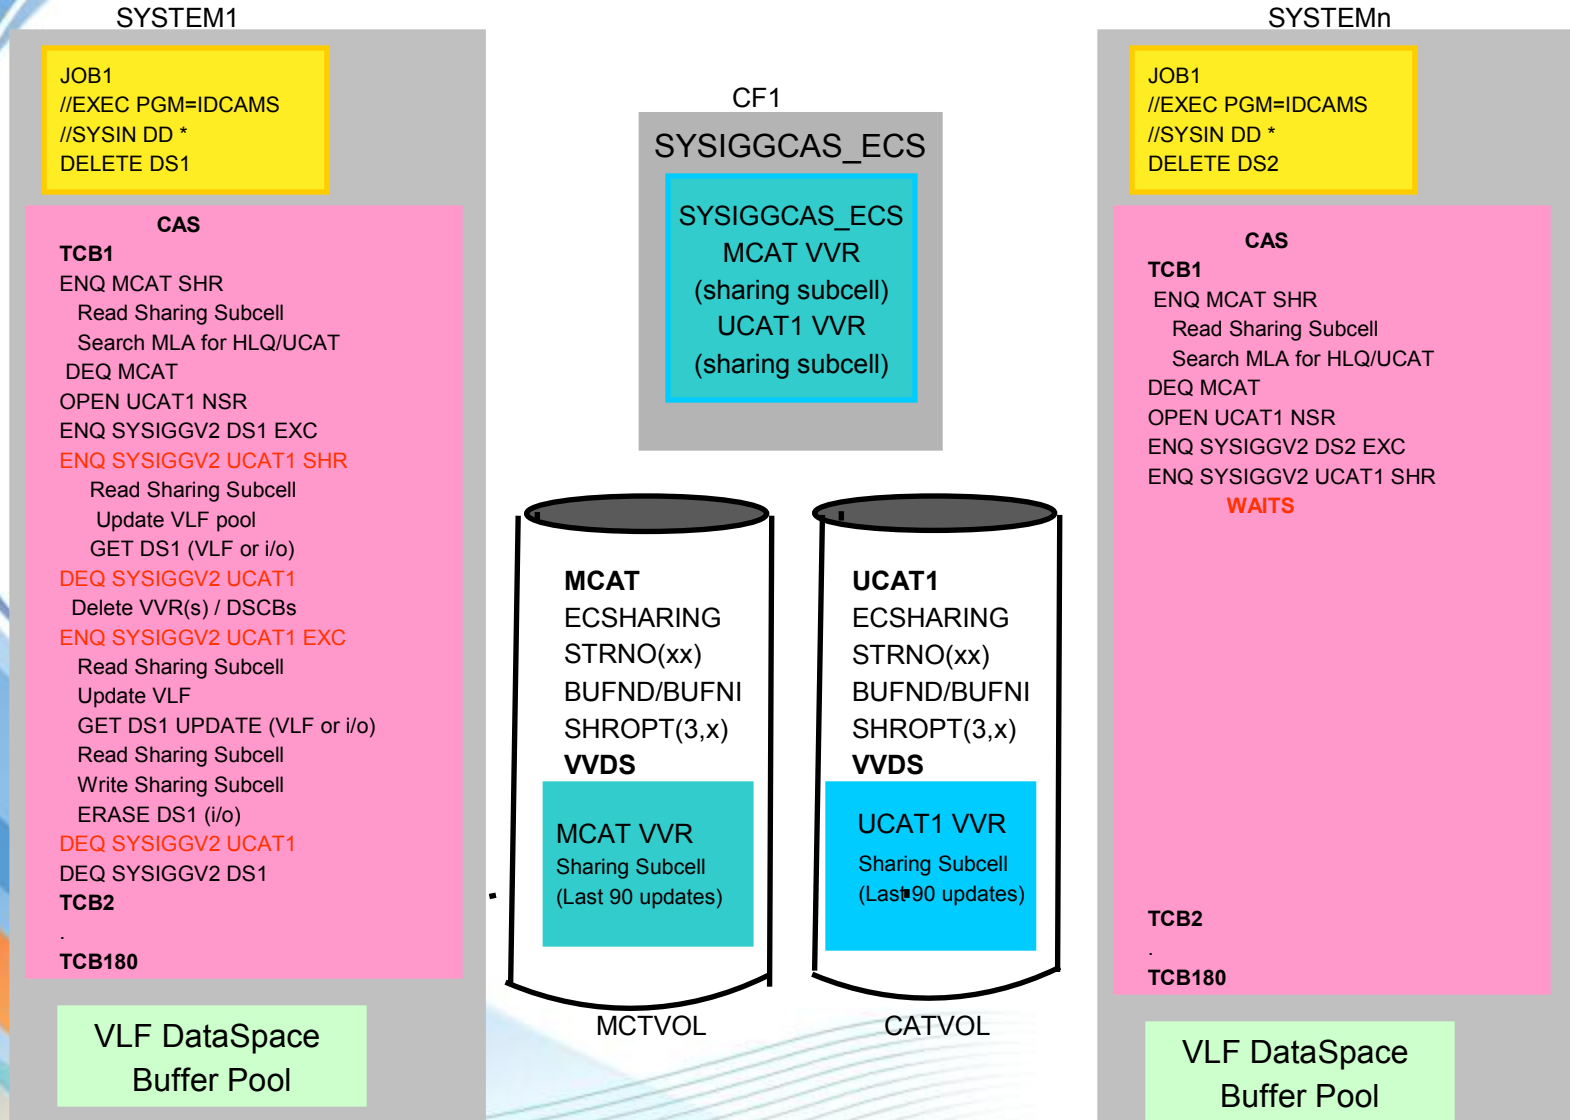 SYSTEM1
JOB1
//EXEC PGM=IDCAMS
//SYSIN DD *
DELETE DS1
CAS
TCB1
ENQ MCAT SHR
Read Sharing Subcell
Search MLA for HLQ/UCAT
DEQ MCAT
OPEN UCAT1 NSR
ENQ SYSIGGV2 DS1 EXC
ENQ SYSIGGV2 UCAT1 SHR
Read Sharing Subcell
Update VLF pool
GET DS1 (VLF or i/o)
DEQ SYSIGGV2 UCAT1
Delete VVR(s) / DSCBs
ENQ SYSIGGV2 UCAT1 EXC
Read Sharing Subcell
Update VLF
GET DS1 UPDATE (VLF or i/o)
Read Sharing Subcell
Write Sharing Subcell
ERASE DS1 (i/o)
DEQ SYSIGGV2 UCAT1
DEQ SYSIGGV2 DS1
TCB2
.
TCB180
VLF DataSpace
Buffer Pool
CF1
SYSIGGCAS_ECS
SYSIGGCAS_ECS
MCAT VVR
(sharing subcell)
UCAT1 VVR
(sharing subcell)
MCAT
ECSHARING
STRNO(xx)
BUFND/BUFNI
SHROPT(3,x)
VVDS
MCAT VVR
Sharing Subcell
(Last 90 updates)
MCTVOL
UCAT1
ECSHARING
STRNO(xx)
BUFND/BUFNI
SHROPT(3,x)
VVDS
UCAT1 VVR
Sharing Subcell
(Last 90 updates)
CATVOL
SYSTEMn
JOB1
//EXEC PGM=IDCAMS
//SYSIN DD *
DELETE DS2
CAS
TCB1
ENQ MCAT SHR
Read Sharing Subcell
Search MLA for HLQ/UCAT
DEQ MCAT
OPEN UCAT1 NSR
ENQ SYSIGGV2 DS2 EXC
ENQ SYSIGGV2 UCAT1 SHR
WAITS
TCB2
.
TCB180
VLF DataSpace
Buffer Pool